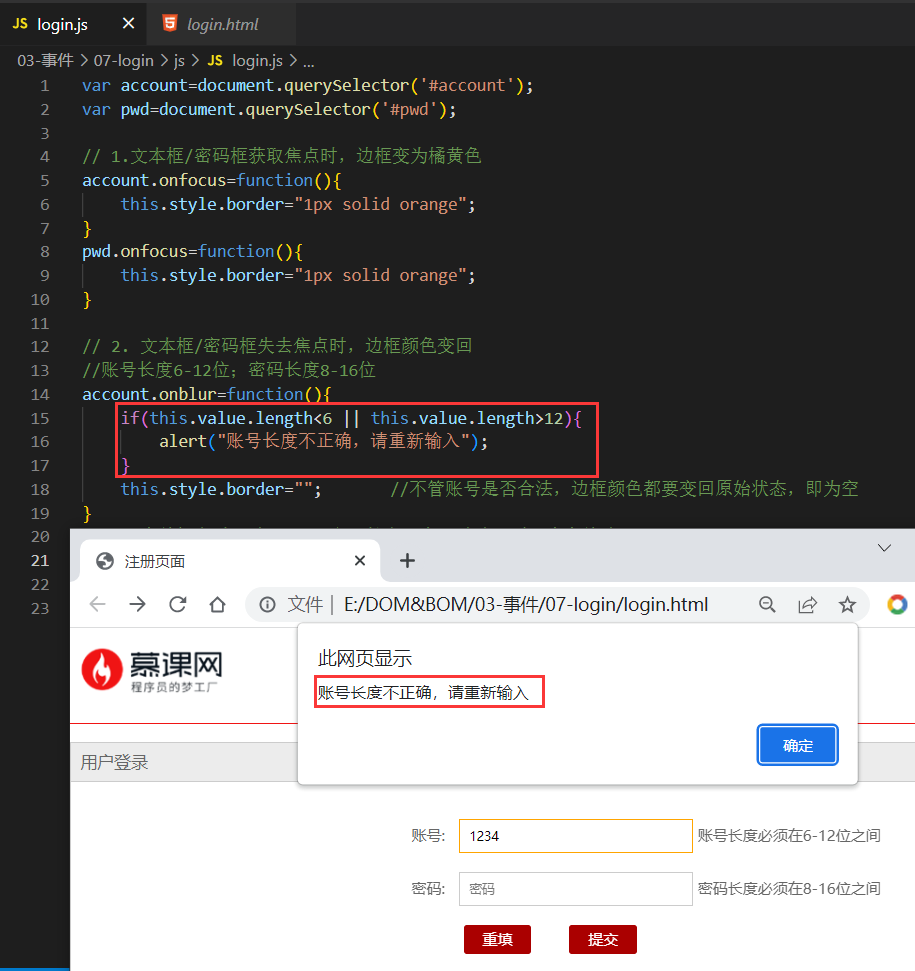 JS login.js × 5 login.html
03-事件 > 07-login > js > JS login.js > ...
1 var account=document.querySelector('#account');
2 var pwd=document.querySelector('#pwd');
3
4 // 1.文本框/密码框获取焦点时，边框变为橘黄色
5 account.onfocus=function(){
6 this.style.border="1px solid orange";
7 }
8 pwd.onfocus=function(){
9 this.style.border="1px solid orange";
10 }
11
12 // 2. 文本框/密码框失去焦点时，边框颜色变回
13 //账号长度6-12位；密码长度8-16位
14 account.onblur=function(){
15 if(this.value.length<6 || this.value.length>12){
16 alert("账号长度不正确，请重新输入");
17 }
18 this.style.border=""; //不管账号是否合法，边框颜色都要变回原始状态，即为空
19 }
20
21
22
23
注册页面
文件 | E:/DOM&BOM/03-事件/07-login/login.html
慕课网
程序员的梦工厂
此网页显示
账号长度不正确，请重新输入
确定
用户登录
账号: 1234 账号长度必须在6-12位之间
密码: 密码 密码长度必须在8-16位之间
重填 提交